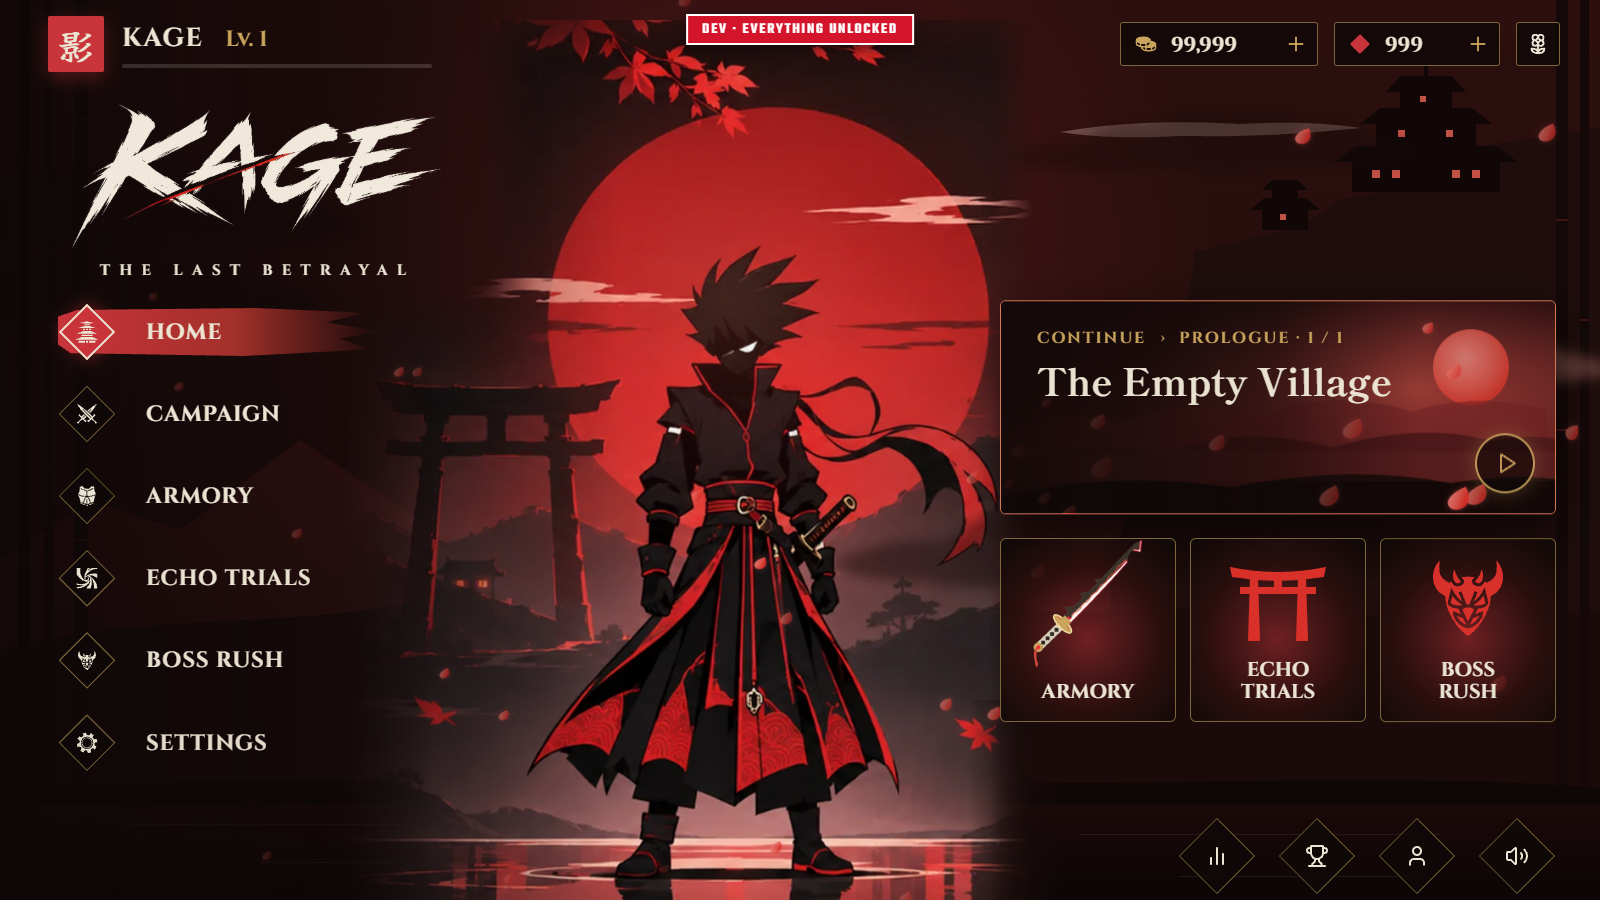 影
KAGE Lv. 1
DEV · EVERYTHING UNLOCKED
99,999 +
999 +
KAGE
THE LAST BETRAYAL
HOME
CAMPAIGN
ARMORY
ECHO TRIALS
BOSS RUSH
SETTINGS
CONTINUE › PROLOGUE · 1 / 1
The Empty Village
ARMORY
ECHO
TRIALS
BOSS
RUSH